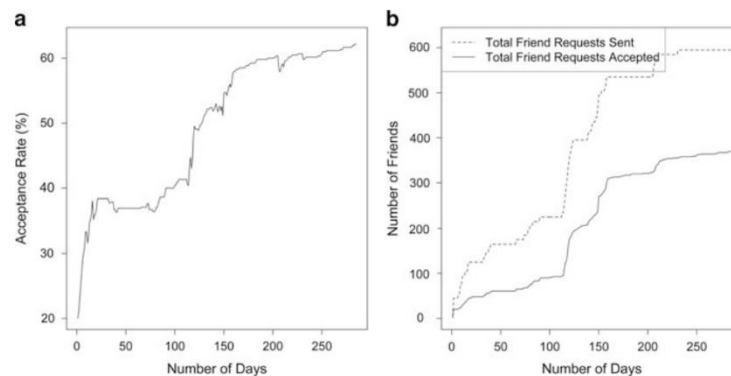 a
Acceptance Rate (%)
60
50
40
30
20
0 50 100 150 200 250
Number of Days
b
Total Friend Requests Sent
Total Friend Requests Accepted
Number of Friends
600
500
400
300
200
100
0
0 50 100 150 200 250
Number of Days